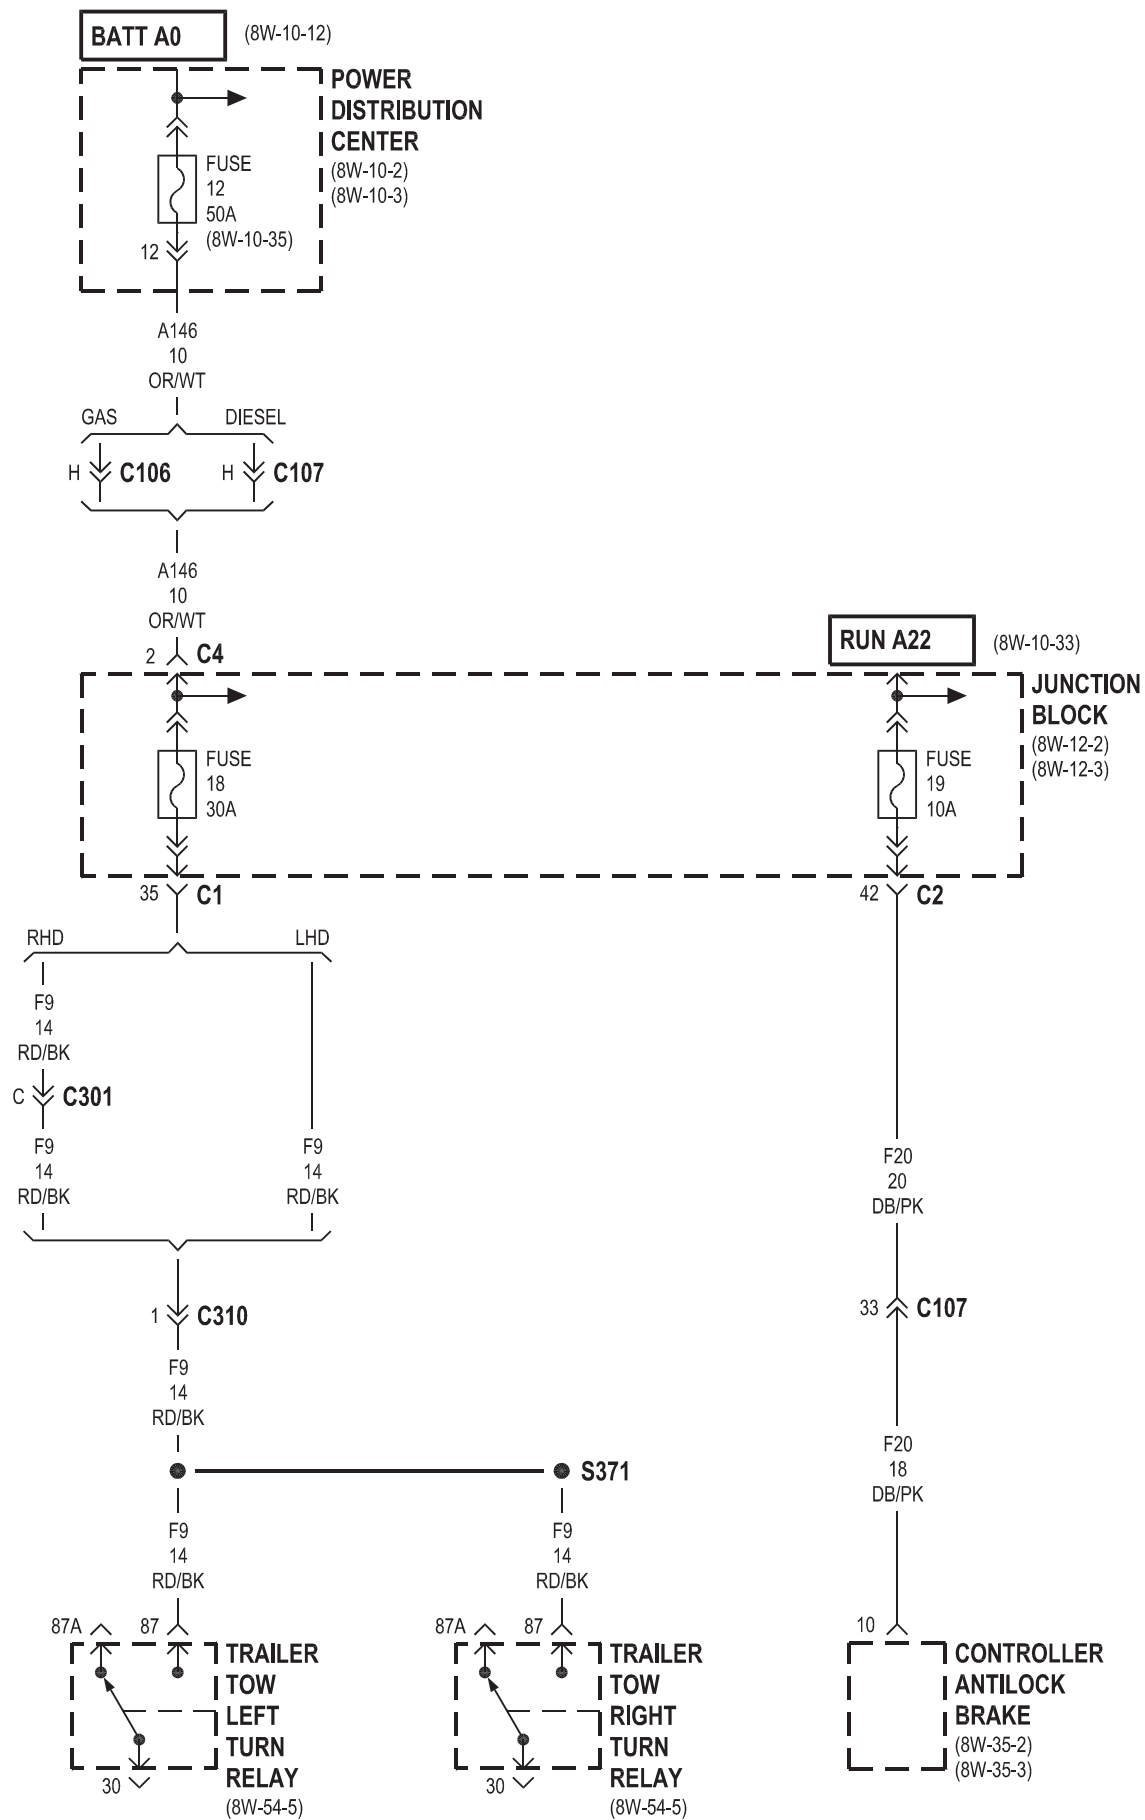 BATT A0
(8W-10-12)
POWER
DISTRIBUTION
CENTER
(8W-10-2)
(8W-10-3)
FUSE
12
50A
(8W-10-35)
12
A146
10
OR/WT
GAS
DIESEL
H
C106
H
C107
A146
10
OR/WT
2
C4
RUN A22
(8W-10-33)
JUNCTION
BLOCK
(8W-12-2)
(8W-12-3)
FUSE
18
30A
FUSE
19
10A
35
C1
42
C2
RHD
LHD
F9
14
RD/BK
C
C301
F9
14
RD/BK
F9
14
RD/BK
F20
20
DB/PK
1
C310
33
C107
F9
14
RD/BK
F20
18
DB/PK
S371
F9
14
RD/BK
F9
14
RD/BK
87A
87
87A
87
10
TRAILER
TOW
LEFT
TURN
RELAY
(8W-54-5)
30
TRAILER
TOW
RIGHT
TURN
RELAY
(8W-54-5)
30
CONTROLLER
ANTILOCK
BRAKE
(8W-35-2)
(8W-35-3)